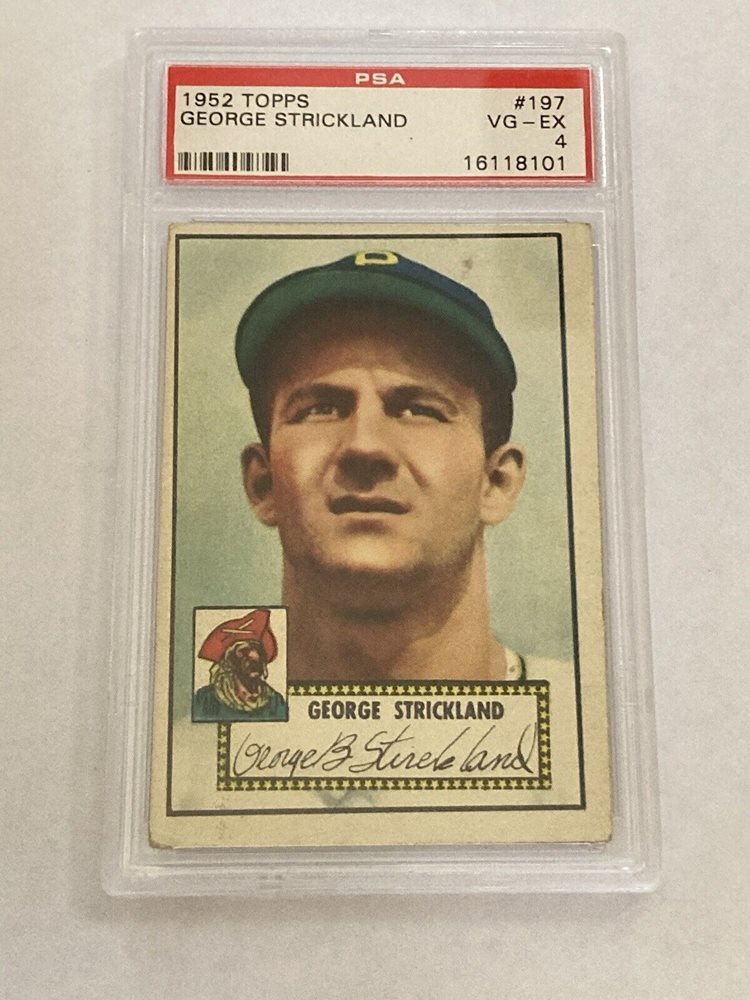 PSA
1952 TOPPS #197
GEORGE STRICKLAND VG-EX
4
16118101
P
GEORGE STRICKLAND
George B Strickland